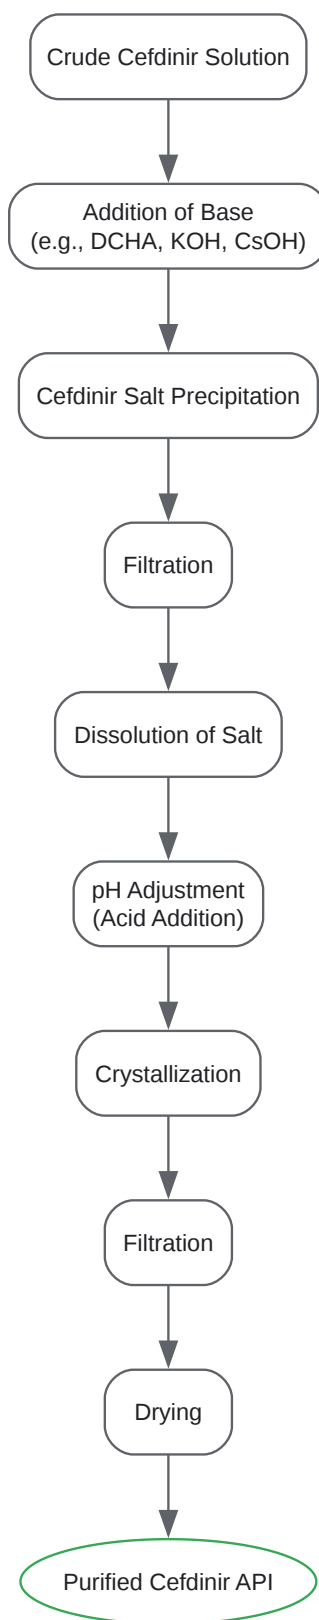 Crude Cefdinir Solution
Addition of Base
(e.g., DCHA, KOH, CsOH)
Cefdinir Salt Precipitation
Filtration
Dissolution of Salt
pH Adjustment
(Acid Addition)
Crystallization
Filtration
Drying
Purified Cefdinir API